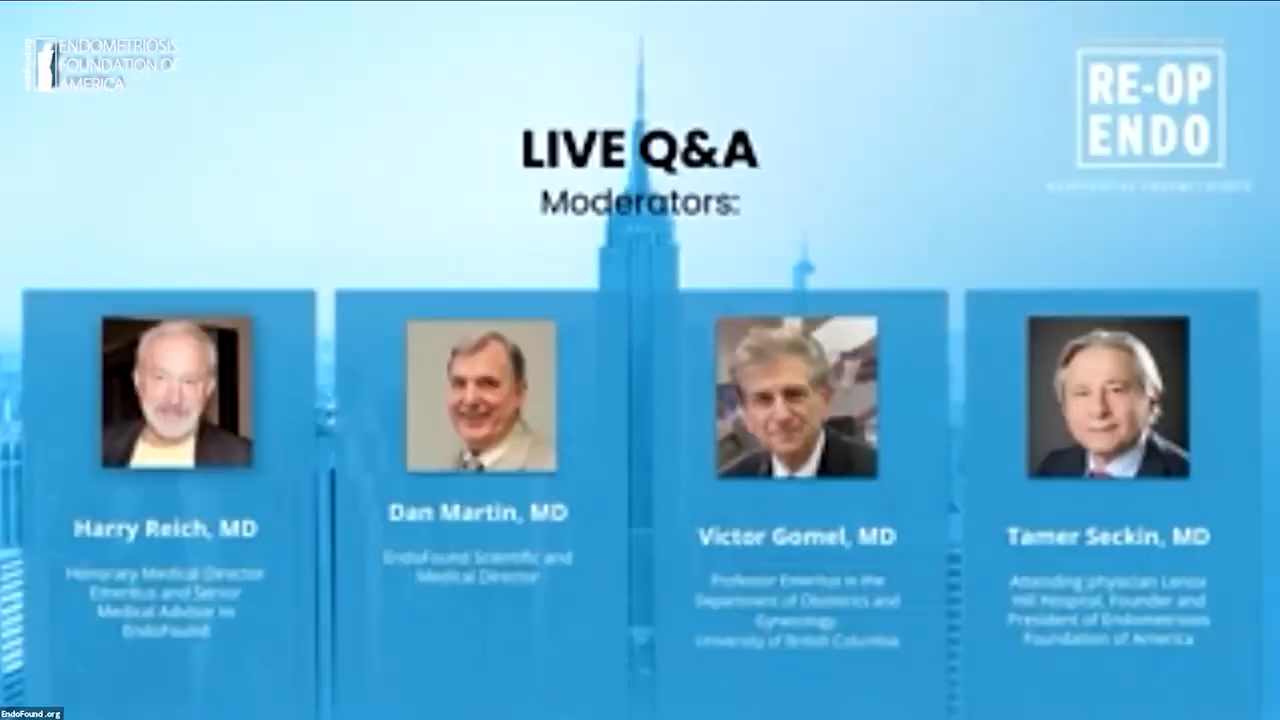 ENDOMETRIOSIS
FOUNDATION OF
AMERICA
RE-OP
ENDO
LIVE Q&A
Moderators:
Harry Reich, MD
Honorary Medical Director
Emeritus and Senior
Medical Advisor to
EndoFound
Dan Martin, MD
EndoFound Scientific and
Medical Director
Victor Gomel, MD
Professor Emeritus in the
Department of Obstetrics and
Gynecology
University of British Columbia
Tamer Seckin, MD
Attending physician Lenox
Hill Hospital, Founder and
President of Endometriosis
Foundation of America
EndoFound.org